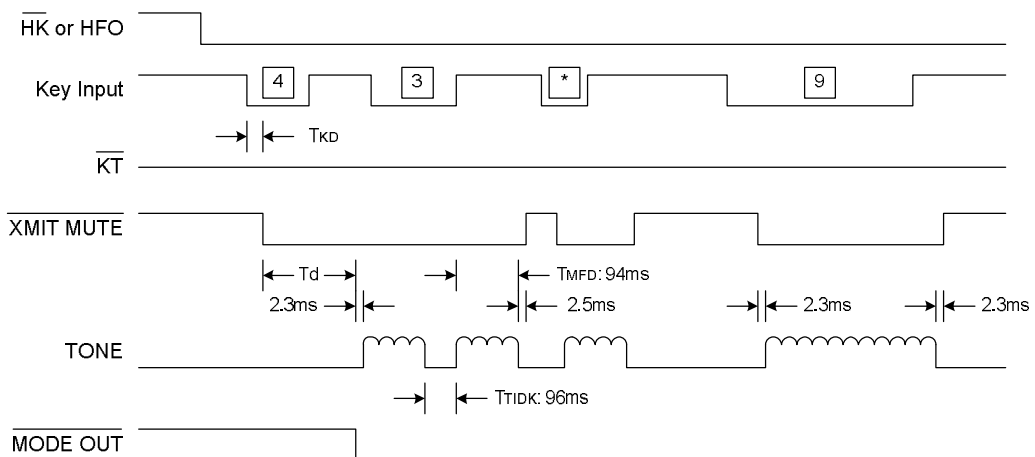 HK or HFO
Key Input
4
3
*
9
TKD
KT
XMIT MUTE
Td
TMFD: 94ms
2.3ms
2.5ms
2.3ms
2.3ms
TONE
TTIDK: 96ms
MODE OUT